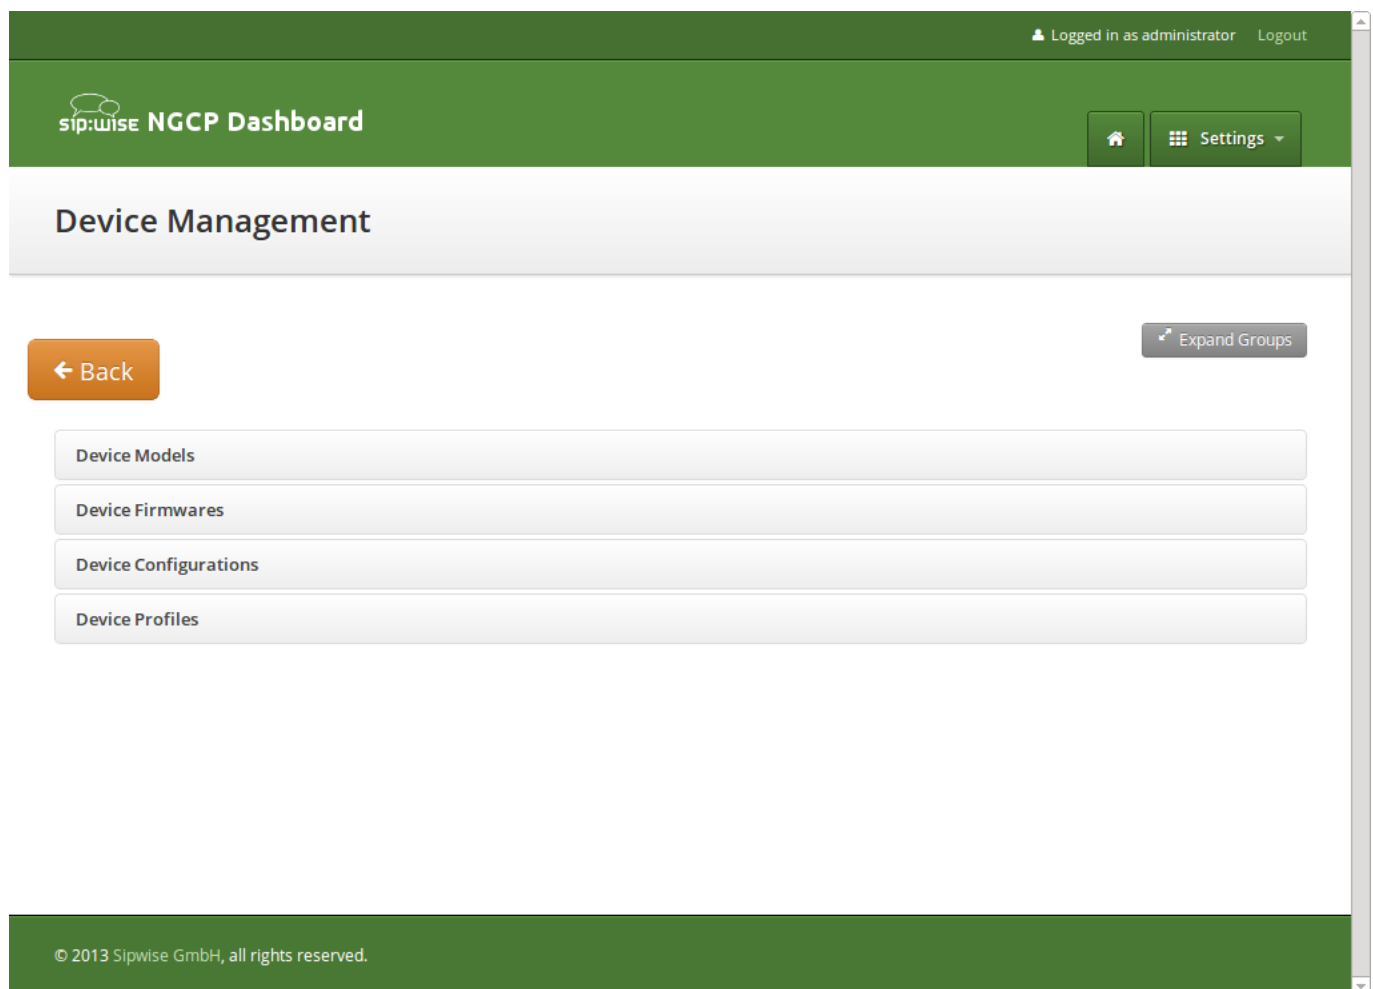 Logged in as administrator Logout
sip:wise NGCP Dashboard
Settings
Device Management
Expand Groups
Back
Device Models
Device Firmwares
Device Configurations
Device Profiles
© 2013 Sipwise GmbH, all rights reserved.